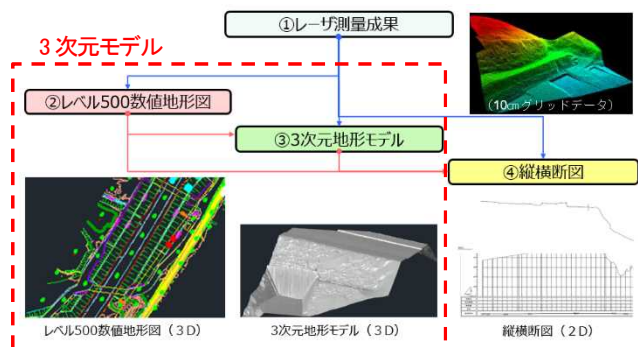 ①レーザ測量成果
3次元モデル
(10㎝グリッドデータ)
②レベル500数値地形図
③3次元地形モデル
④縦横断図
レベル500数値地形図(3D)
3次元地形モデル(3D)
縦横断図(2D)